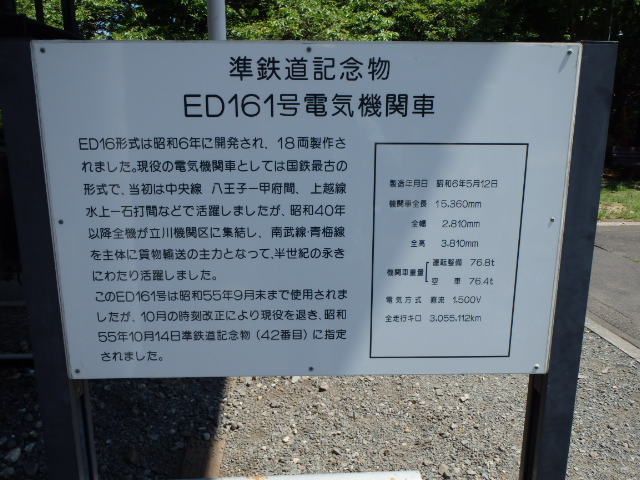 準鉄道記念物
ED161号電気機関車
ED16形式は昭和6年に開発され、18両製作さ
れました。現役の電気機関車としては国鉄最古の
形式で、当初は中央線 八王子ー甲府間、上越線
水上ー石打間などで活躍しましたが、昭和40年
以降全機が立川機関区に集結し、南武線・青梅線
を主体に貨物輸送の主力となって、半世紀の永き
にわたり活躍しました。
このED161号は昭和55年9月末まで使用されま
したが、10月の時刻改正により現役を退き、昭和
55年10月14日準鉄道記念物（42番目）に指定
されました。
製造年月日 昭和6年5月12日
機関車全長 15.360mm
全幅 2.810mm
全高 3.810mm
機関車重量 運転整備 76.8t
空車 76.4t
電気方式 直流 1.500V
全走行キロ 3.055.112km